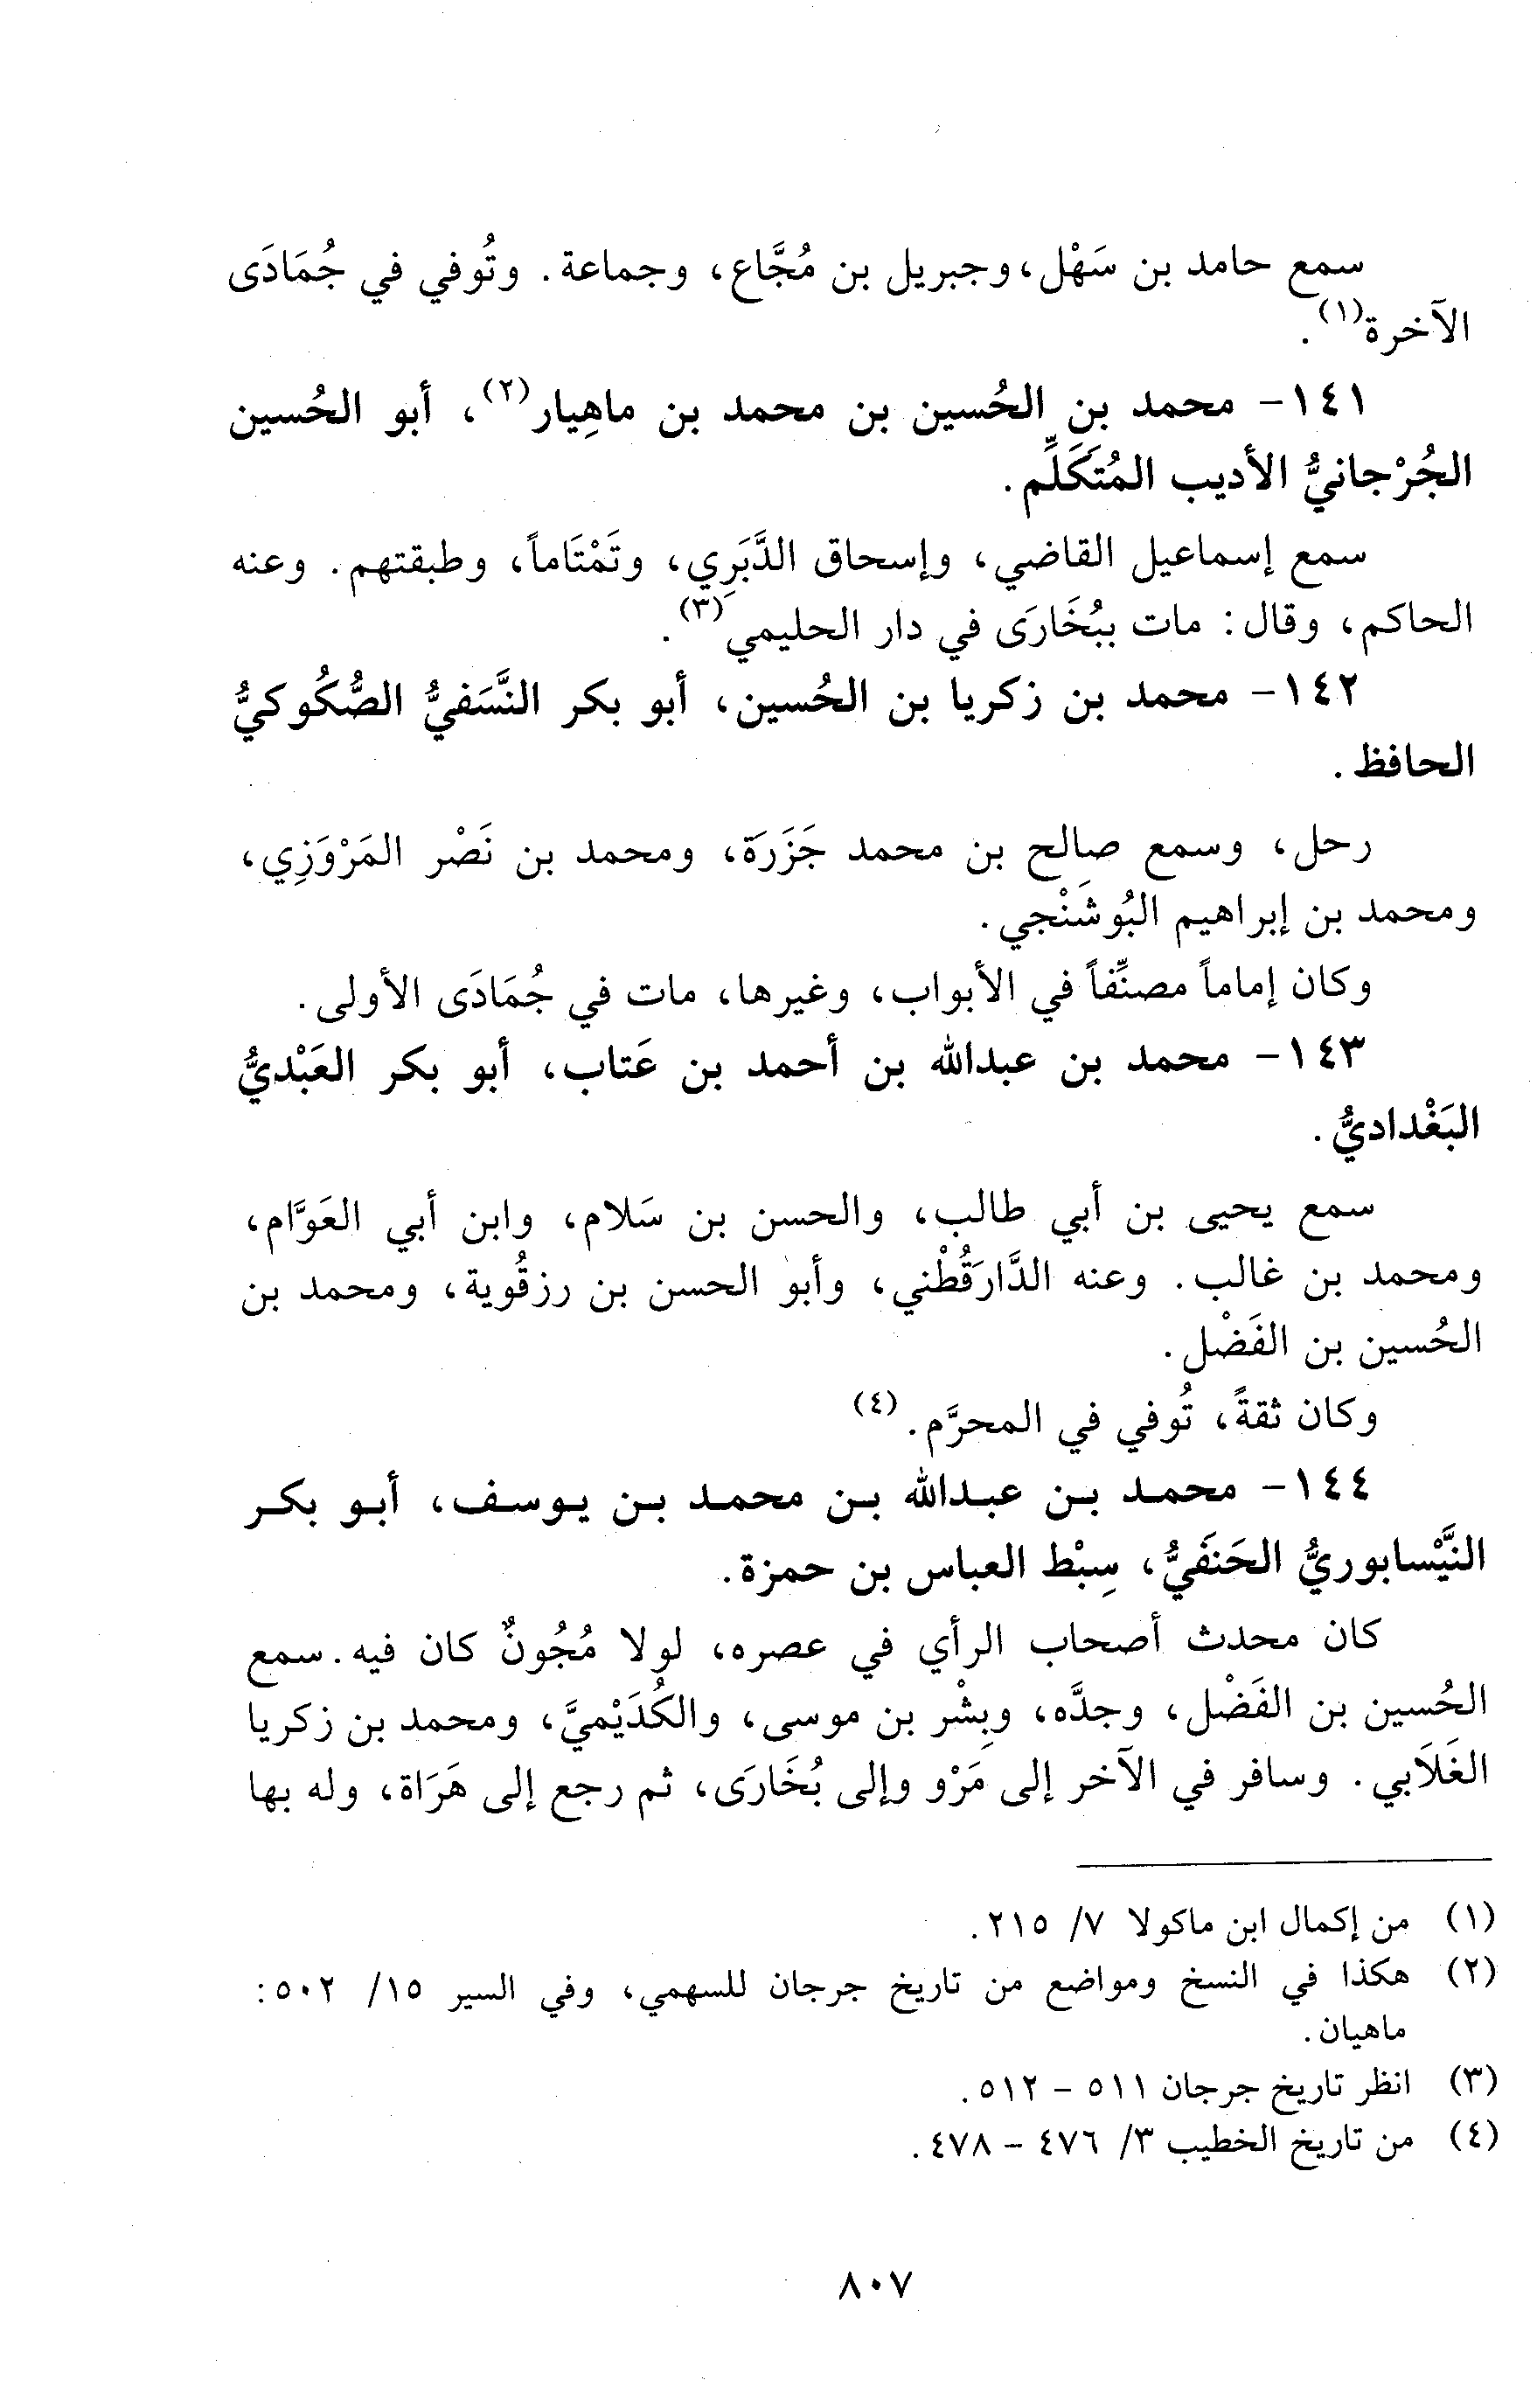 سمع حامد بن سَهْل، وجبريل بن مُجَّاع، وجماعة. وتُوفي في جُمَادَى
الآخرة(١).
١٤١- محمد بن الحُسين بن محمد بن ماهِيار(٢)، أبو الحُسين
الجُرْجانيُّ الأديب المُتَكَلِّم.
سمع إسماعيل القاضي، وإسحاق الدَّبَرِي، وتَمْتَاماً، وطبقتهم. وعنه
الحاكم، وقال: مات ببُخَارَى في دار الحليمي(٣).
١٤٢- محمد بن زكريا بن الحُسين، أبو بكر النَّسَفيُّ الصُّكُوكيُّ
الحافظ.
رحل، وسمع صالح بن محمد جَزَرَة، ومحمد بن نَصْر المَرْوَزِي،
ومحمد بن إبراهيم البُوشَنْجي.
وكان إماماً مصنِّفاً في الأبواب، وغيرها، مات في جُمَادَى الأولى.
١٤٣- محمد بن عبدالله بن أحمد بن عَتاب، أبو بكر العَبْديُّ
البَغْداديُّ.
سمع يحيى بن أبي طالب، والحسن بن سَلام، وابن أبي العَوَّام،
ومحمد بن غالب. وعنه الدَّارَقُطْني، وأبو الحسن بن رزقُوية، ومحمد بن
الحُسين بن الفَضْل.
وكان ثقةً، تُوفي في المحرَّم.(٤)
١٤٤- محمد بن عبدالله بن محمد بن يوسف، أبو بكر
النَّيْسابوريُّ الحَنفَيُّ، سِبْط العباس بن حمزة.
كان محدث أصحاب الرأي في عصره، لولا مُجُونٌ كان فيه. سمع
الحُسين بن الفَضْل، وجدَّه، وبِشْر بن موسى، والكُدَيْميَّ، ومحمد بن زكريا
الغَلاَبي. وسافر في الآخر إلى مَرْو وإلى بُخَارَى، ثم رجع إلى هَرَاة، وله بها
(١) من إكمال ابن ماكولا ٧/ ٢١٥.
(٢) هكذا في النسخ ومواضع من تاريخ جرجان للسهمي، وفي السير ١٥/ ٥٠٢:
ماهيان.
(٣) انظر تاريخ جرجان ٥١١ - ٥١٢.
(٤) من تاريخ الخطيب ٣/ ٤٧٦ - ٤٧٨.
٨٠٧